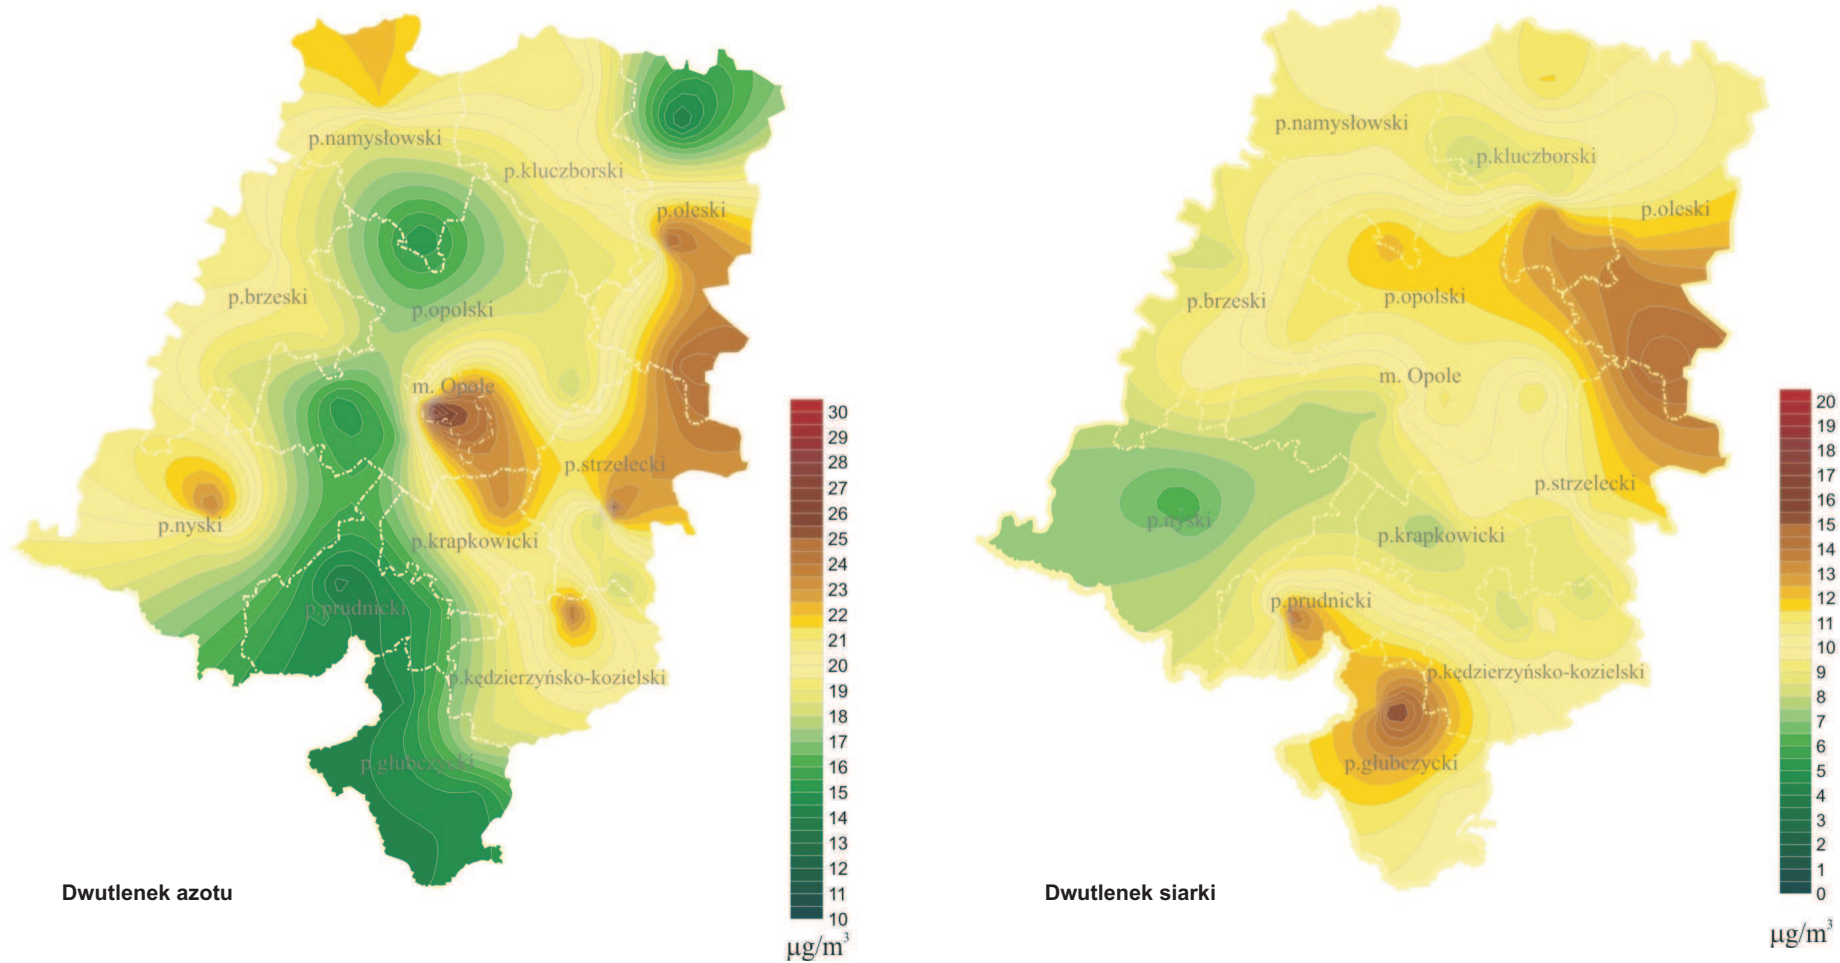 p.namysłowski
p.kluczborski
p.oleski
p.brzeski
p.opolski
m. Opole
p.strzelecki
p.nyski
p.krapkowicki
p.prudnicki
p.kędzierzyńsko-kozielski
p.głubczycki
Dwutlenek azotu
30
29
28
27
26
25
24
23
22
21
20
19
18
17
16
15
14
13
12
11
10
µg/m³
p.namysłowski
p.kluczborski
p.oleski
p.brzeski
p.opolski
m. Opole
p.strzelecki
p.nyski
p.krapkowicki
p.prudnicki
p.kędzierzyńsko-kozielski
p.głubczycki
Dwutlenek siarki
20
19
18
17
16
15
14
13
12
11
10
9
8
7
6
5
4
3
2
1
0
µg/m³